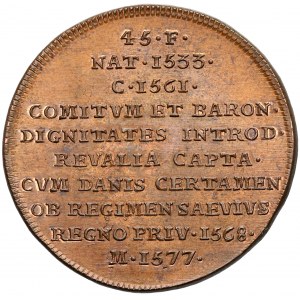 45·F·
NAT·1533·
C·1561·
COMITVM ET BARON·
DIGNITATES INTROD·
REVALIA CAPTA·
CVM DANIS CERTAMEN
OB REGIMEN SAEVIVS
REGNO PRIV·1568·
M·1577·